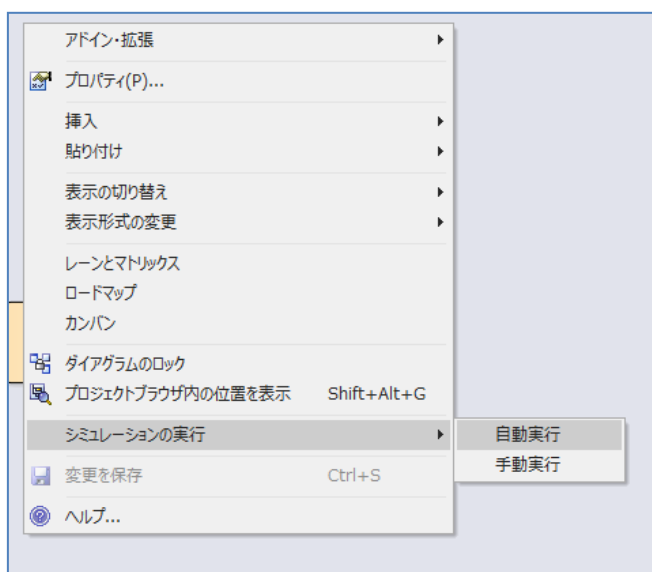 アドイン・拡張
プロパティ(P)...
挿入
貼り付け
表示の切り替え
表示形式の変更
レーンとマトリックス
ロードマップ
カンバン
ダイアグラムのロック
プロジェクトブラウザ内の位置を表示 Shift+Alt+G
シミュレーションの実行 自動実行
手動実行
変更を保存 Ctrl+S
ヘルプ...